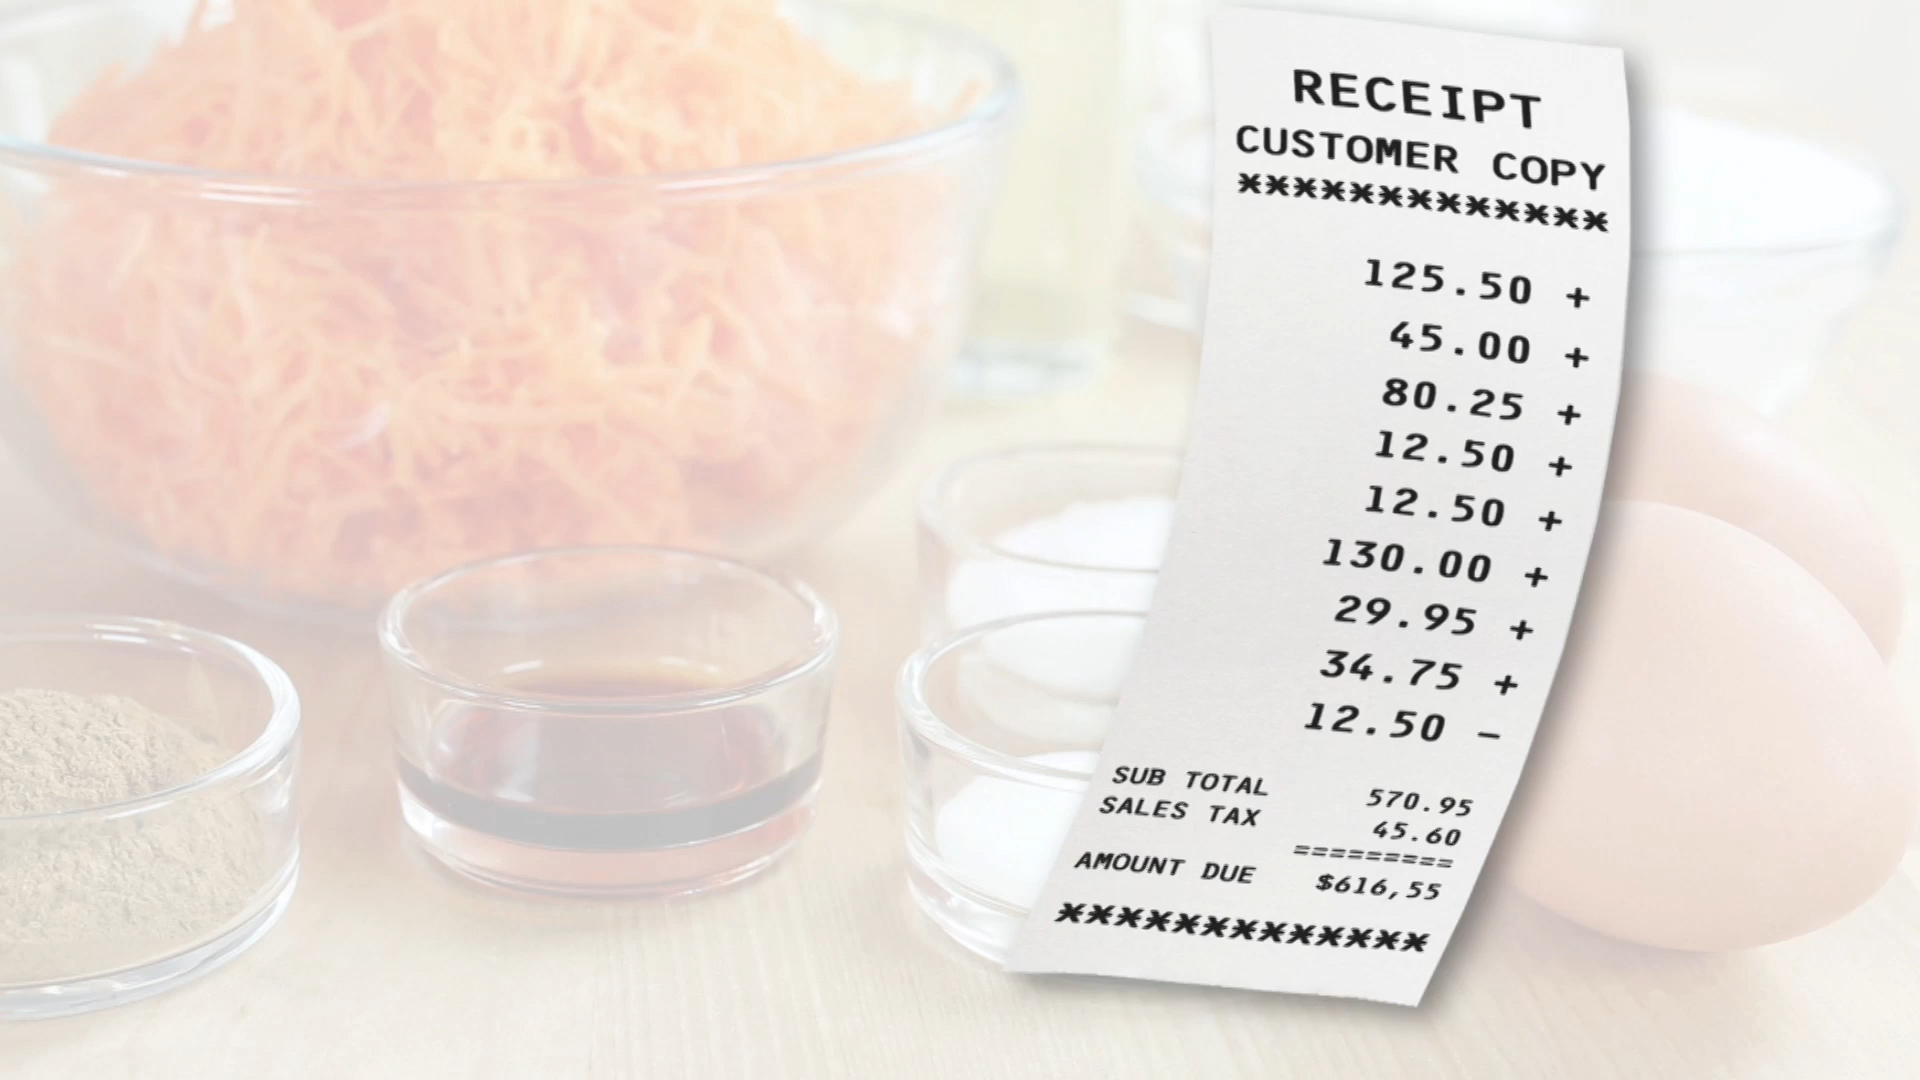 RECEIPT
CUSTOMER COPY
*************
125.50 +
45.00 +
80.25 +
12.50 +
12.50 +
130.00 +
29.95 +
34.75 +
12.50 -
SUB TOTAL 570.95
SALES TAX 45.60
=========
AMOUNT DUE $616,55
*************